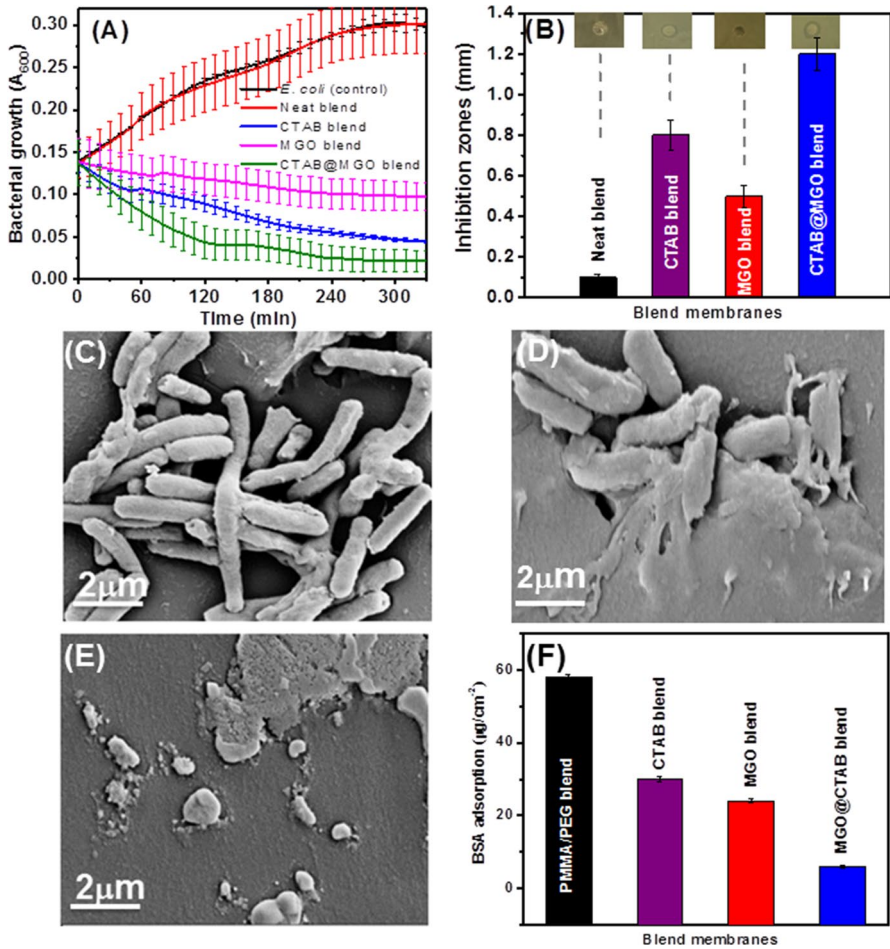 (A)
Bacterial growth (A600)
0.30
0.25
0.20
0.15
0.10
0.05
0.00
E. coli (control)
Neat blend
CTAB blend
MGO blend
CTAB@MGO blend
0 60 120 180 240 300
Time (min)
(B)
Inhibition zones (mm)
1.4
1.2
1.0
0.8
0.6
0.4
0.2
0.0
Neat blend
CTAB blend
MGO blend
CTAB@MGO blend
Blend membranes
(C)
2μm
(D)
2μm
(E)
2μm
(F)
BSA adsorption (µg/cm⁻²)
60
40
20
0
PMMA/PEG blend
CTAB blend
MGO blend
MGO@CTAB blend
Blend membranes